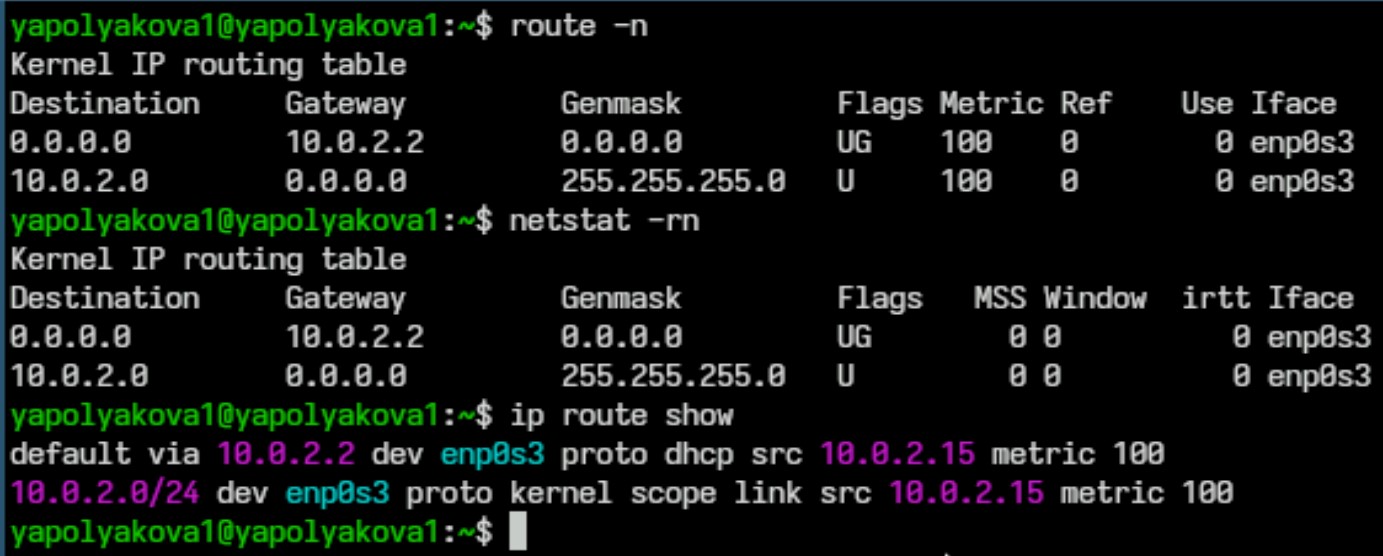 yapolyakova1@yapolyakova1:~$ route -n
Kernel IP routing table
Destination     Gateway         Genmask         Flags Metric Ref    Use Iface
0.0.0.0         10.0.2.2        0.0.0.0         UG    100    0        0 enp0s3
10.0.2.0        0.0.0.0         255.255.255.0   U     100    0        0 enp0s3
yapolyakova1@yapolyakova1:~$ netstat -rn
Kernel IP routing table
Destination     Gateway         Genmask         Flags   MSS Window  irtt Iface
0.0.0.0         10.0.2.2        0.0.0.0         UG        0 0          0 enp0s3
10.0.2.0        0.0.0.0         255.255.255.0   U         0 0          0 enp0s3
yapolyakova1@yapolyakova1:~$ ip route show
default via 10.0.2.2 dev enp0s3 proto dhcp src 10.0.2.15 metric 100
10.0.2.0/24 dev enp0s3 proto kernel scope link src 10.0.2.15 metric 100
yapolyakova1@yapolyakova1:~$